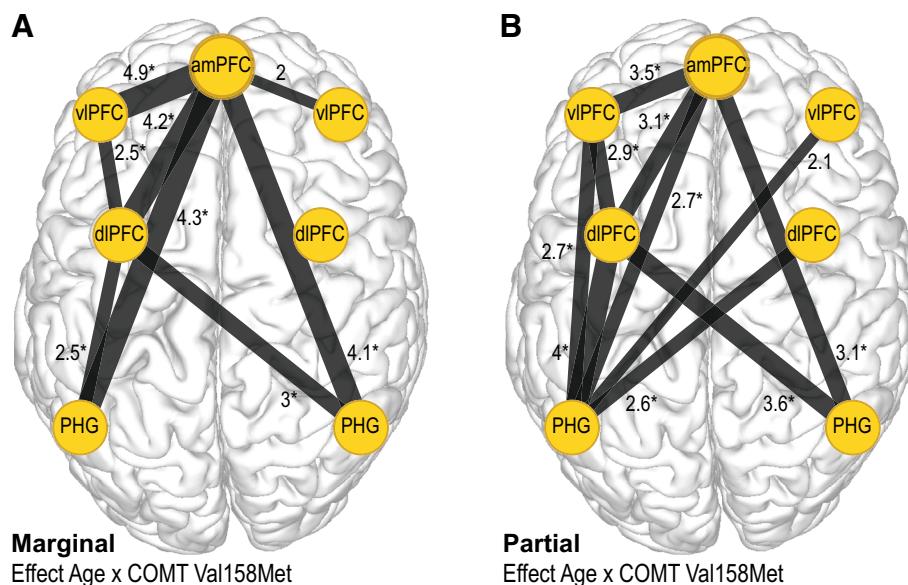 A
B
amPFC
amPFC
4.9*
2
3.5*
vlPFC
vlPFC
vlPFC
vlPFC
4.2*
3.1*
2.5*
2.9*
2.1
4.3*
2.7*
dlPFC
dlPFC
dlPFC
dlPFC
2.7*
2.5*
4.1*
4*
3.1*
3*
2.6*
3.6*
PHG
PHG
PHG
PHG
Marginal
Effect Age x COMT Val158Met
Partial
Effect Age x COMT Val158Met